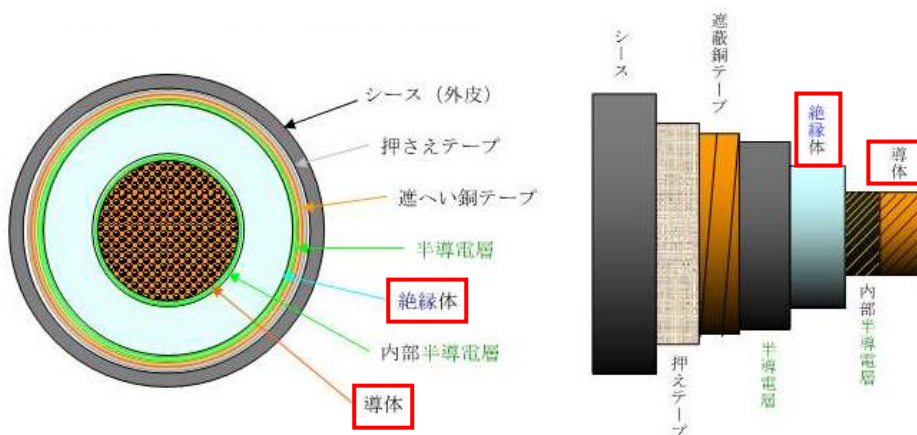 シース（外皮）
押さえテープ
遮へい銅テープ
半導電層
絶縁体
内部半導電層
導体
シース
押えテープ
遮蔽銅テープ
半導電層
絶縁体
内部半導電層
導体